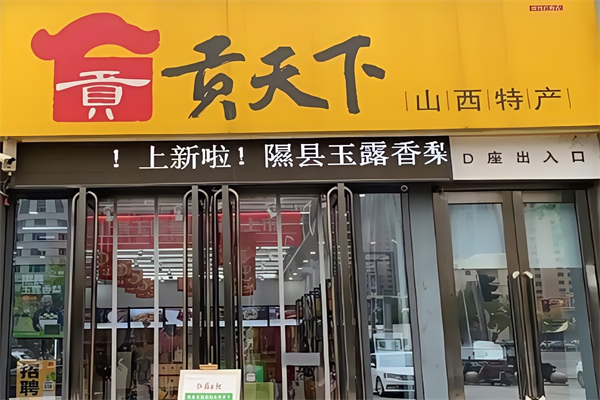 貢
贡天下
山西特产
！上新啦！隰县玉露香梨
D座出入口
招聘